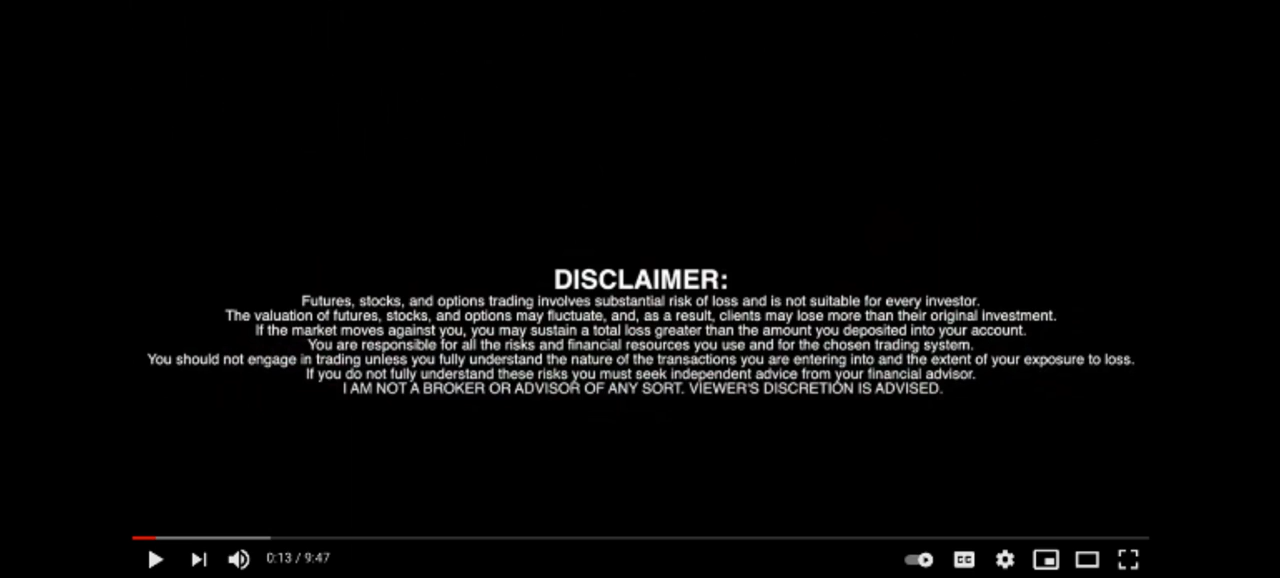 DISCLAIMER:
Futures, stocks, and options trading involves substantial risk of loss and is not suitable for every investor.
The valuation of futures, stocks, and options may fluctuate, and, as a result, clients may lose more than their original investment.
If the market moves against you, you may sustain a total loss greater than the amount you deposited into your account.
You are responsible for all the risks and financial resources you use and for the chosen trading system.
You should not engage in trading unless you fully understand the nature of the transactions you are entering into and the extent of your exposure to loss.
If you do not fully understand these risks you must seek independent advice from your financial advisor.
I AM NOT A BROKER OR ADVISOR OF ANY SORT. VIEWER'S DISCRETION IS ADVISED.
0:13 / 9:47
CC